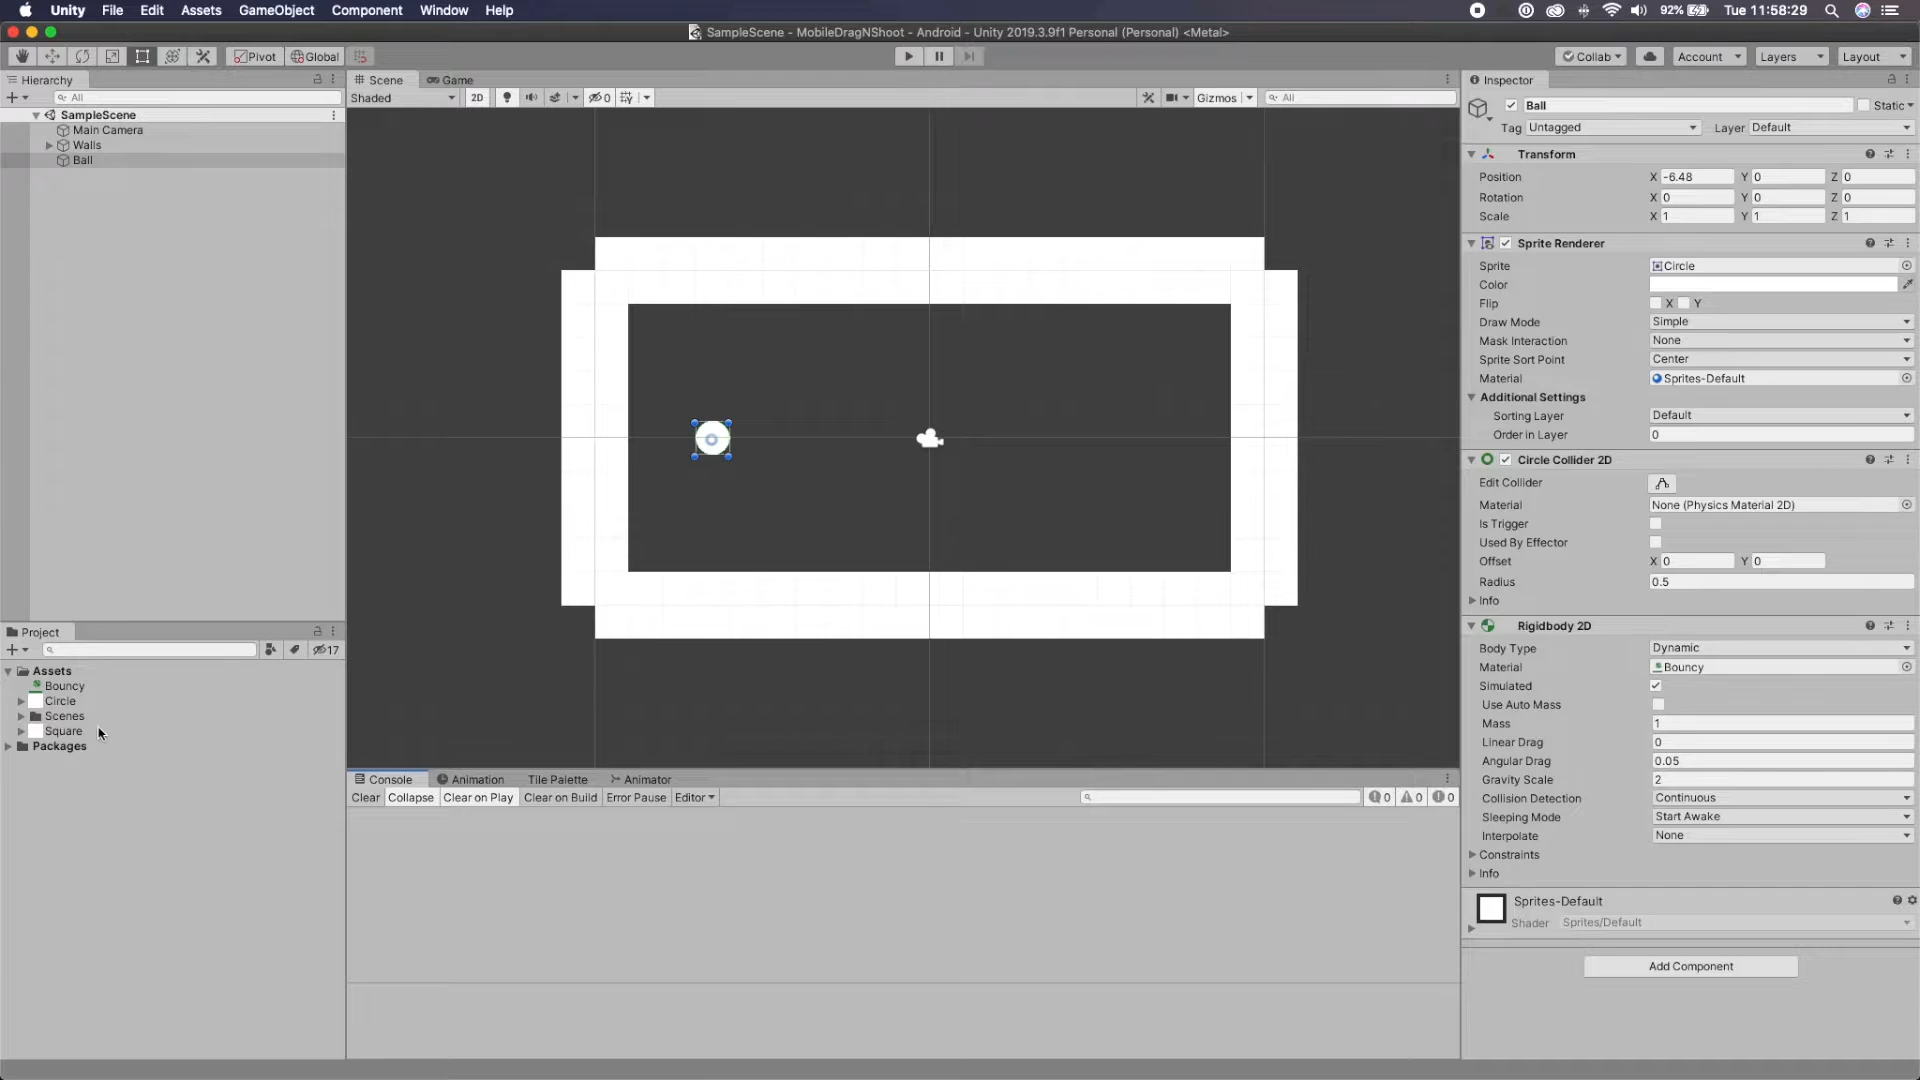 Unity File Edit Assets GameObject Component Window Help 92% Tue 11:58:29
SampleScene - MobileDragNShoot - Android - Unity 2019.3.9f1 Personal (Personal) <Metal>
Pivot Global Collab Account Layers Layout
Hierarchy
All
SampleScene
Main Camera
Walls
Ball
Scene Game
Shaded 2D 0 Gizmos All
Inspector
Ball Static
Tag Untagged Layer Default
Transform
Position X -6.48 Y 0 Z 0
Rotation X 0 Y 0 Z 0
Scale X 1 Y 1 Z 1
Sprite Renderer
Sprite Circle
Color
Flip X Y
Draw Mode Simple
Mask Interaction None
Sprite Sort Point Center
Material Sprites-Default
Additional Settings
Sorting Layer Default
Order in Layer 0
Circle Collider 2D
Edit Collider
Material None (Physics Material 2D)
Is Trigger
Used By Effector
Offset X 0 Y 0
Radius 0.5
Info
Rigidbody 2D
Body Type Dynamic
Material Bouncy
Simulated
Use Auto Mass
Mass 1
Linear Drag 0
Angular Drag 0.05
Gravity Scale 2
Collision Detection Continuous
Sleeping Mode Start Awake
Interpolate None
Constraints
Info
Sprites-Default
Shader Sprites/Default
Add Component
Project
17
Assets
Bouncy
Circle
Scenes
Square
Packages
Console Animation Tile Palette Animator
Clear Collapse Clear on Play Clear on Build Error Pause Editor 0 0 0